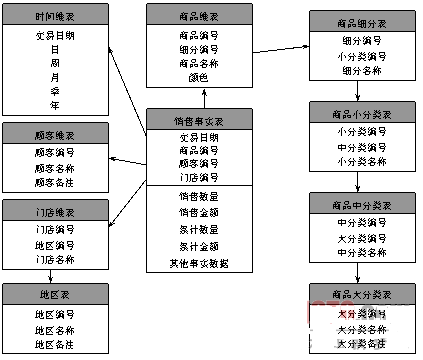 时间维表
交易日期
日
周
月
季
年
顾客维表
顾客编号
顾客名称
顾客备注
门店维表
门店编号
地区编号
门店名称
地区表
地区编号
地区名称
地区备注
商品维表
商品编号
细分编号
商品名称
颜色
销售事实表
交易日期
商品编号
顾客编号
门店编号
销售数量
销售金额
累计数量
累计金额
其他事实数据
商品细分表
细分编号
小分类编号
细分名称
商品小分类表
小分类编号
中分类编号
小分类名称
商品中分类表
中分类编号
大分类编号
中分类名称
商品大分类表
大分类编号
大分类名称
大分类备注